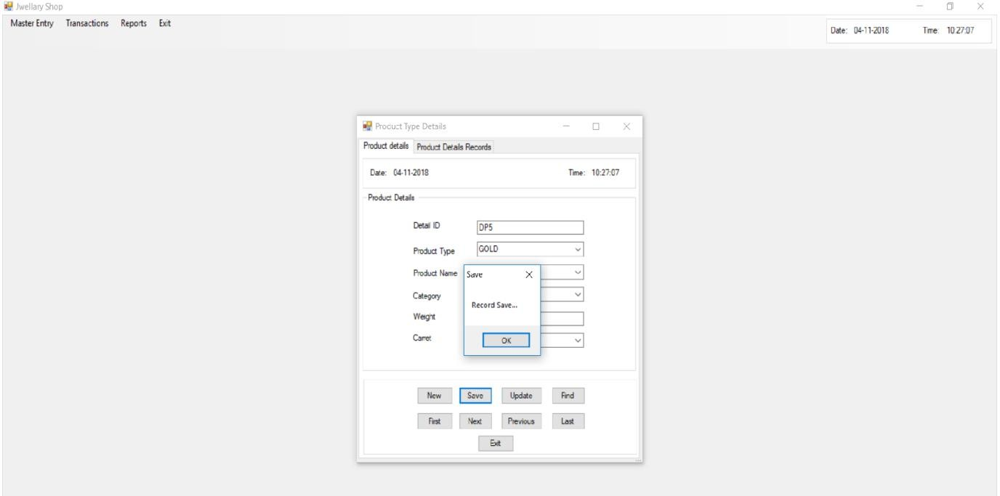 Jwellary Shop
Master Entry Transactions Reports Exit
Date: 04-11-2018 Time: 10:27:07
Product Type Details
Product details Product Details Records
Date: 04-11-2018 Time: 10:27:07
Product Details
Detail ID DP5
Product Type GOLD
Product Name
Category
Weight
Carret
Save
Record Save...
OK
New Save Update Find
First Next Previous Last
Exit